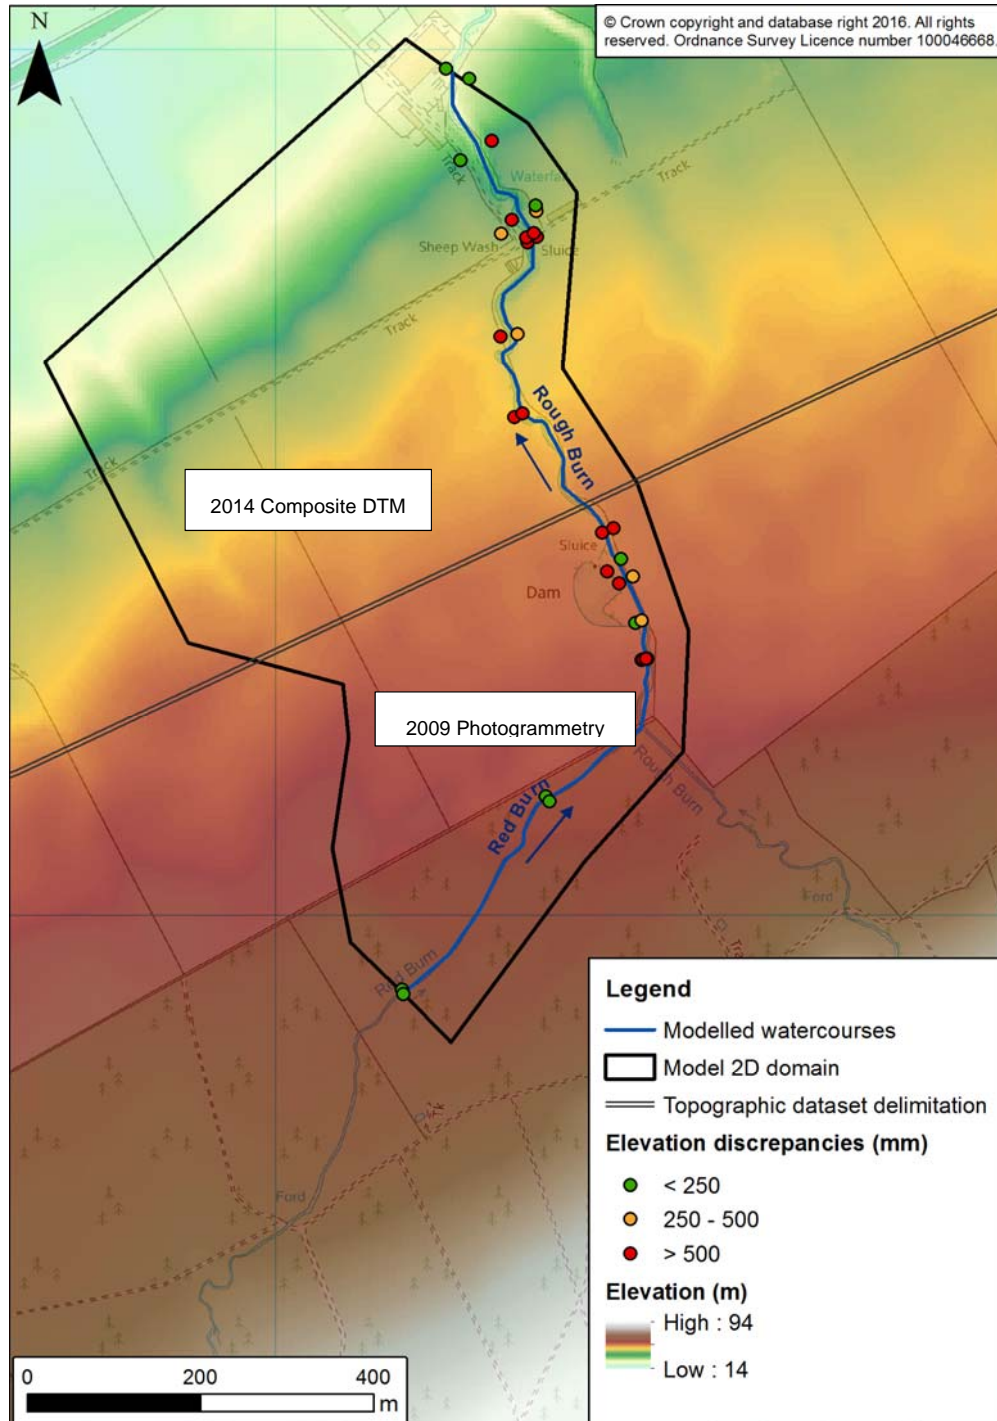 N
© Crown copyright and database right 2016. All rights
reserved. Ordnance Survey Licence number 100046668.
Track
Waterfall
Track
Sheep Wash
Sluice
Track
Rough Burn
Track
2014 Composite DTM
Sluice
Dam
2009 Photogrammetry
Rough Burn
Red Burn
Ford
Red Burn
Ford
Legend
Modelled watercourses
Model 2D domain
Topographic dataset delimitation
Elevation discrepancies (mm)
< 250
250 - 500
> 500
Elevation (m)
High : 94
Low : 14
0 200 400
m